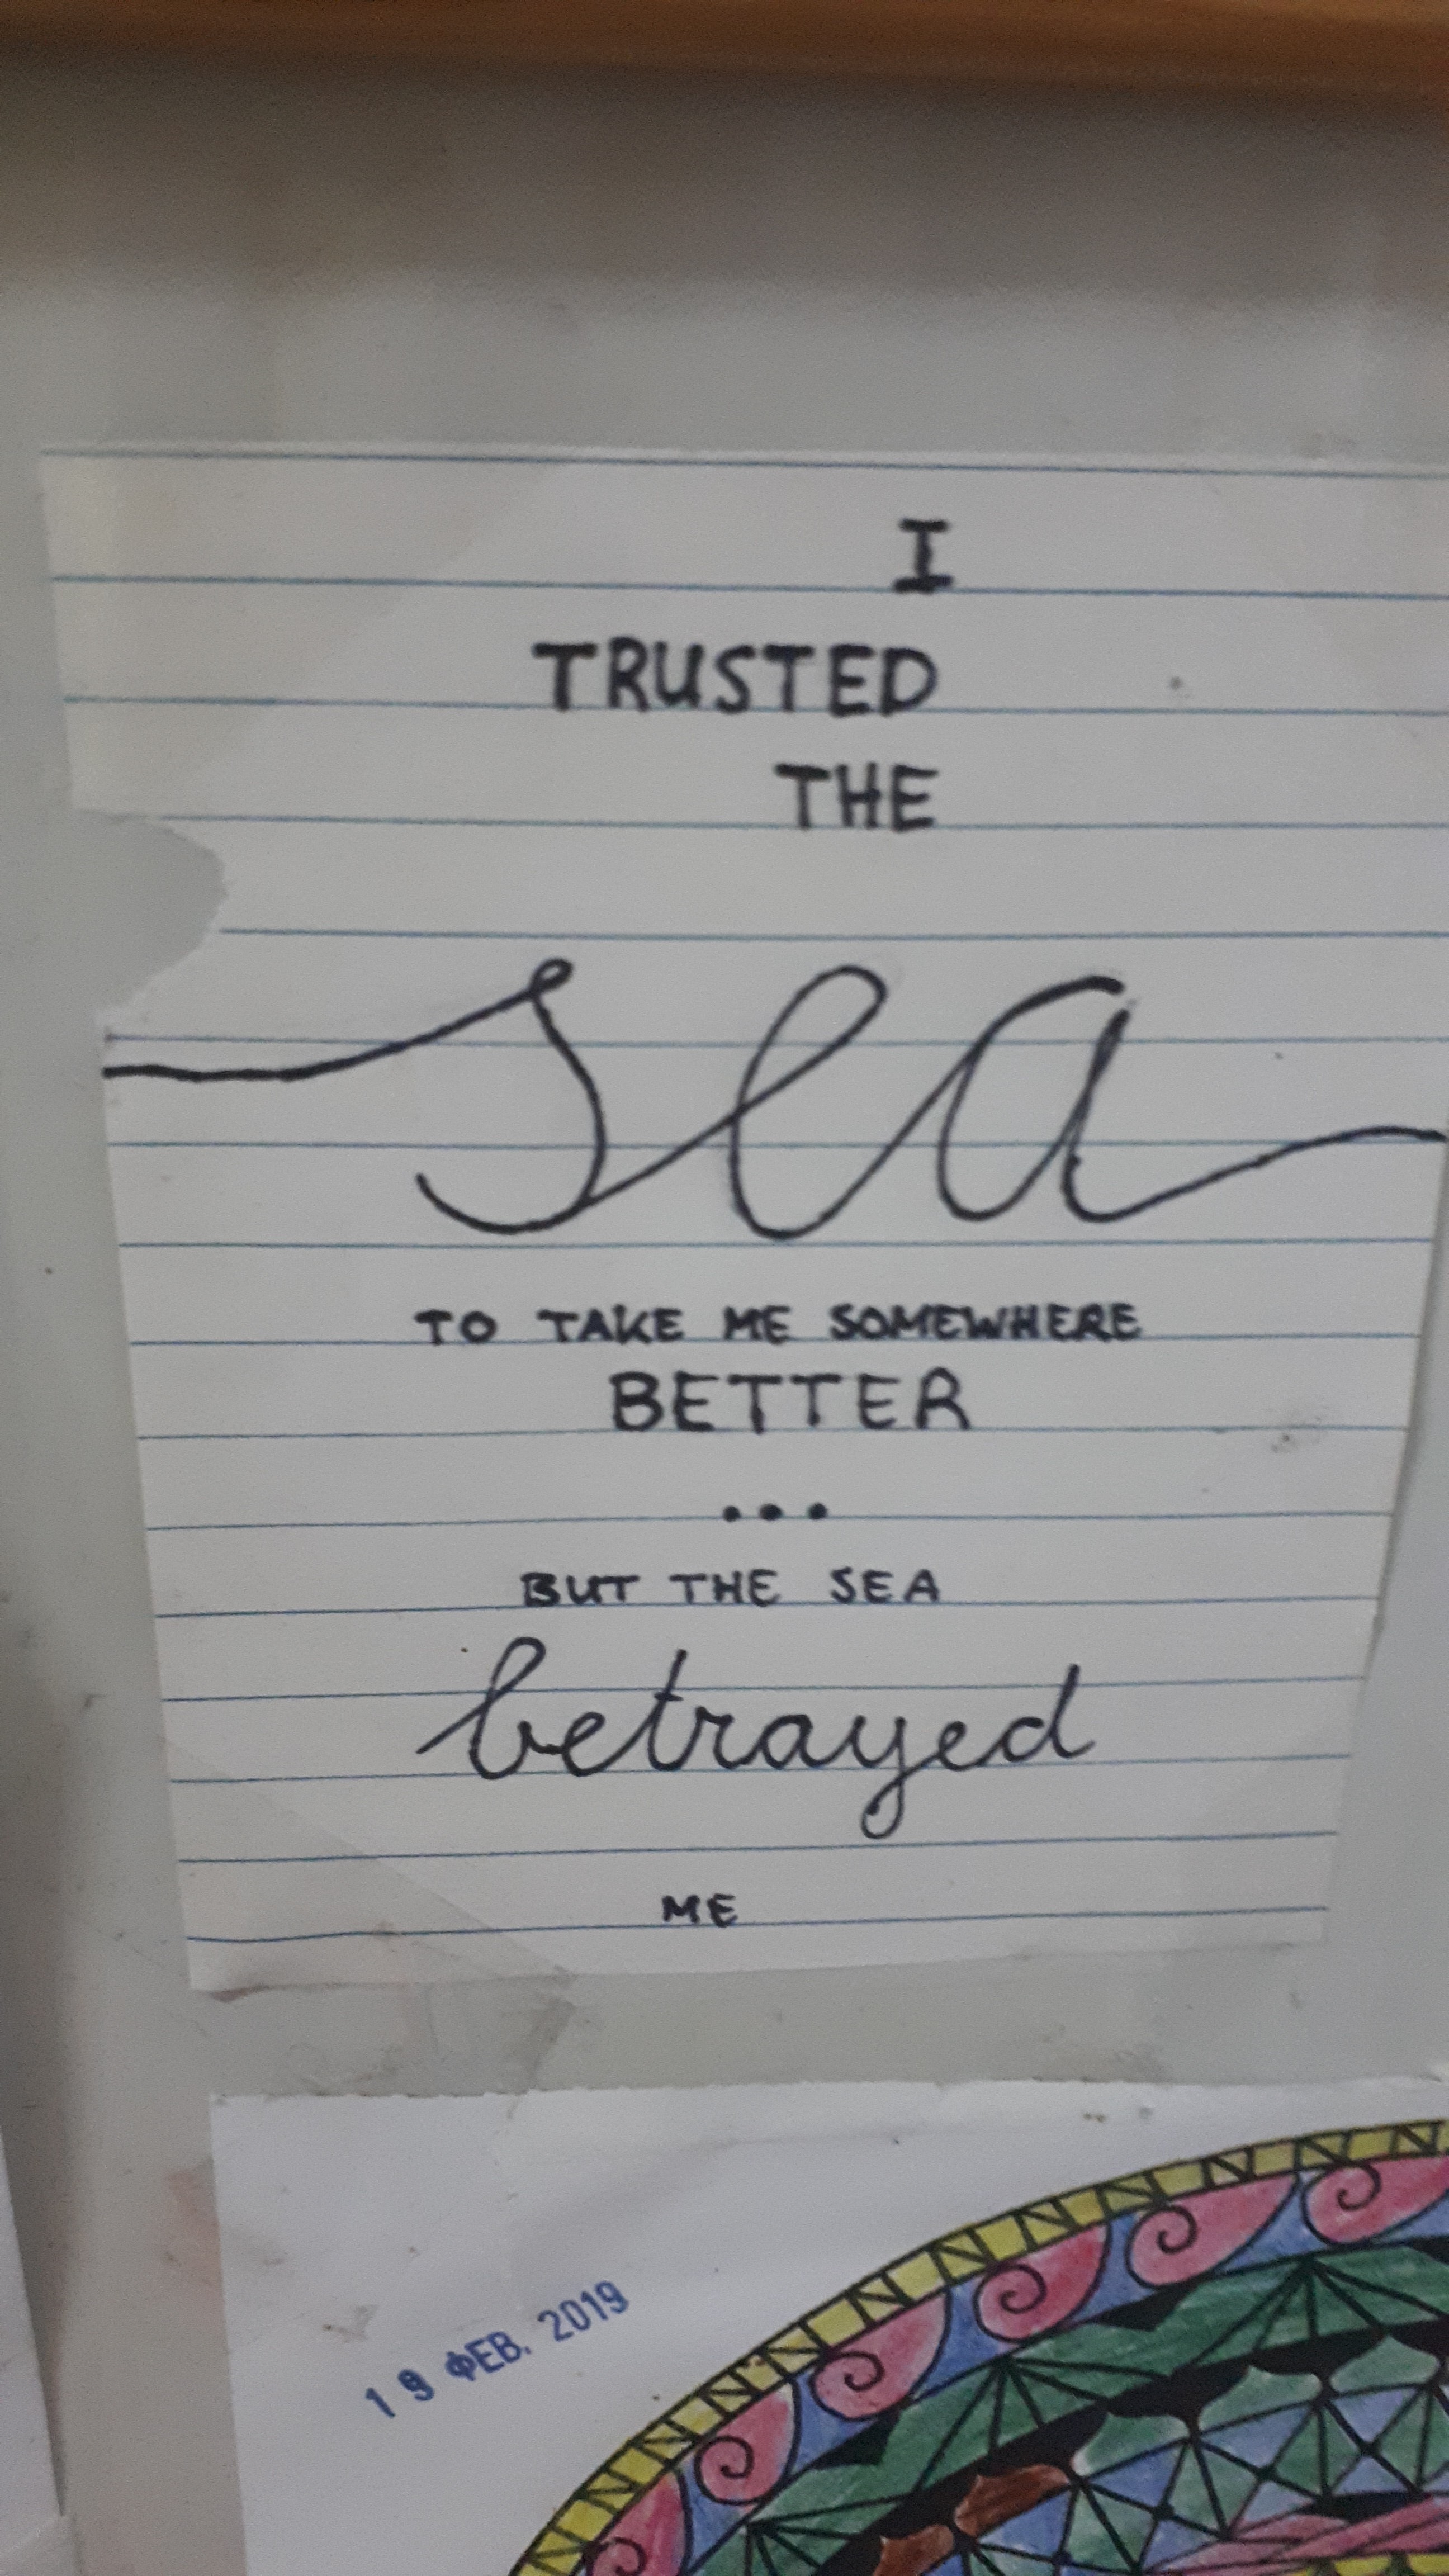 I
TRUSTED
THE
sea
TO TAKE ME SOMEWHERE
BETTER
...
BUT THE SEA
betrayed
ME
19 ФЕВ. 2019